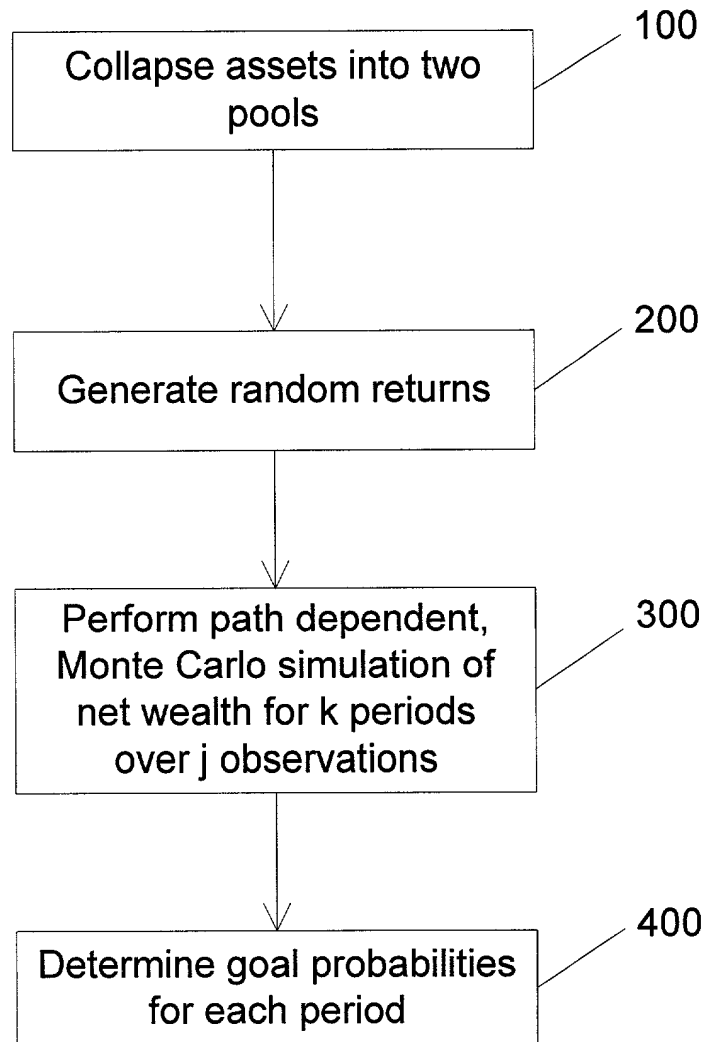 100
Collapse assets into two
pools
200
Generate random returns
300
Perform path dependent,
Monte Carlo simulation of
net wealth for k periods
over j observations
400
Determine goal probabilities
for each period